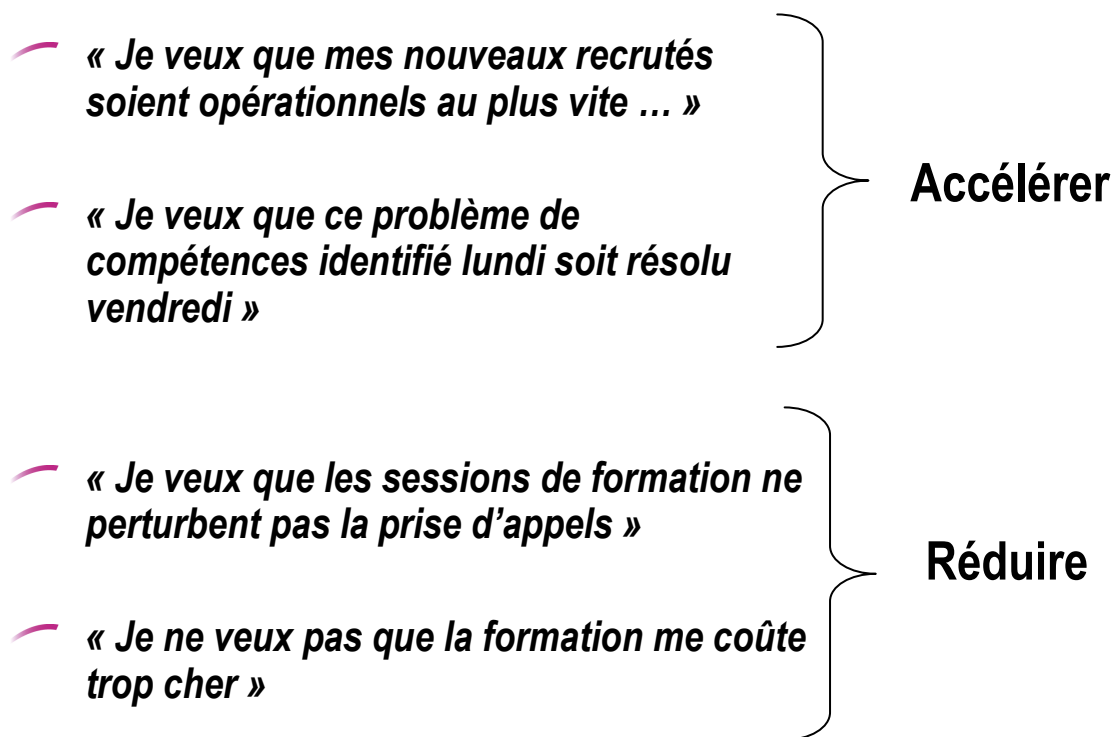 « Je veux que mes nouveaux recrutés
soient opérationnels au plus vite … »
« Je veux que ce problème de
compétences identifié lundi soit résolu
vendredi »
Accélérer
« Je veux que les sessions de formation ne
perturbent pas la prise d’appels »
« Je ne veux pas que la formation me coûte
trop cher »
Réduire